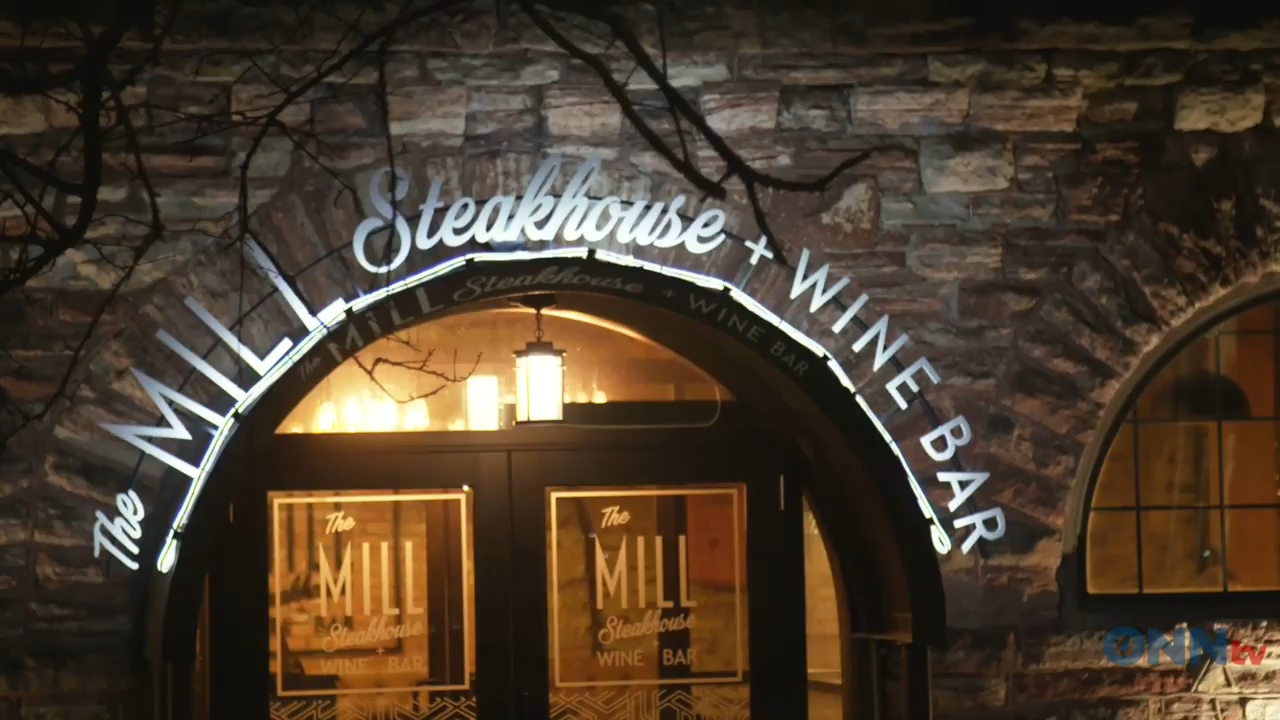 The MILL Steakhouse + WINE BAR
The MILL Steakhouse + WINE BAR
The
MILL
Steakhouse
+
WINE BAR
The
MILL
Steakhouse
+
WINE BAR
ONNtv